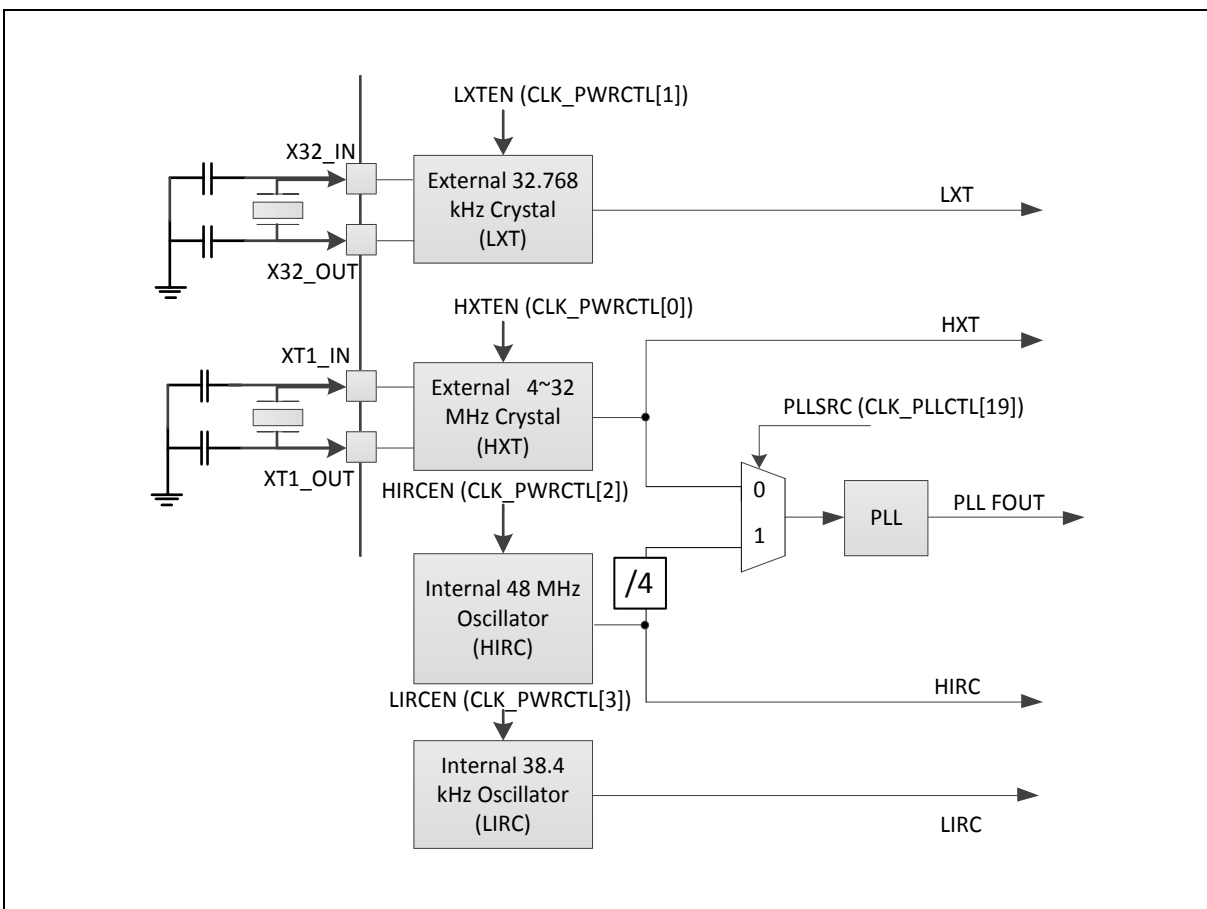 LXTEN (CLK_PWRCTL[1])
X32_IN
External 32.768
kHz Crystal
(LXT)
LXT
X32_OUT
HXTEN (CLK_PWRCTL[0])
HXT
XT1_IN
External 4~32
MHz Crystal
(HXT)
PLLSRC (CLK_PLLCTL[19])
XT1_OUT
HIRCEN (CLK_PWRCTL[2])
0
1
PLL
PLL FOUT
/4
Internal 48 MHz
Oscillator
(HIRC)
HIRC
LIRCEN (CLK_PWRCTL[3])
Internal 38.4
kHz Oscillator
(LIRC)
LIRC